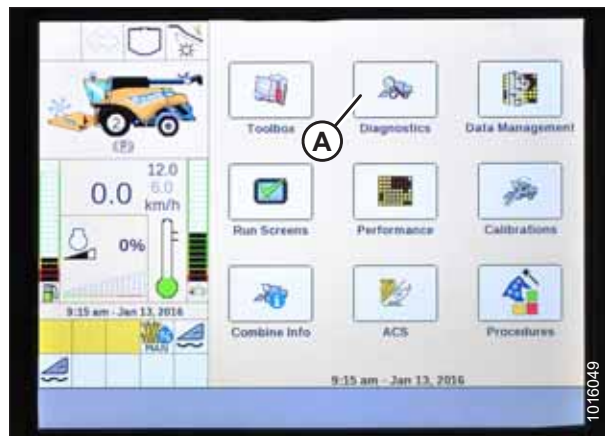 Toolbox
Diagnostics
Data Management
A
2
(P)
12.0
6.0
0.0
km/h
Run Screens
Performance
Calibrations
0%
9:15 am - Jan 13, 2016
MAN
Combine Info
ACS
Procedures
9:15 am - Jan 13, 2016
1016049